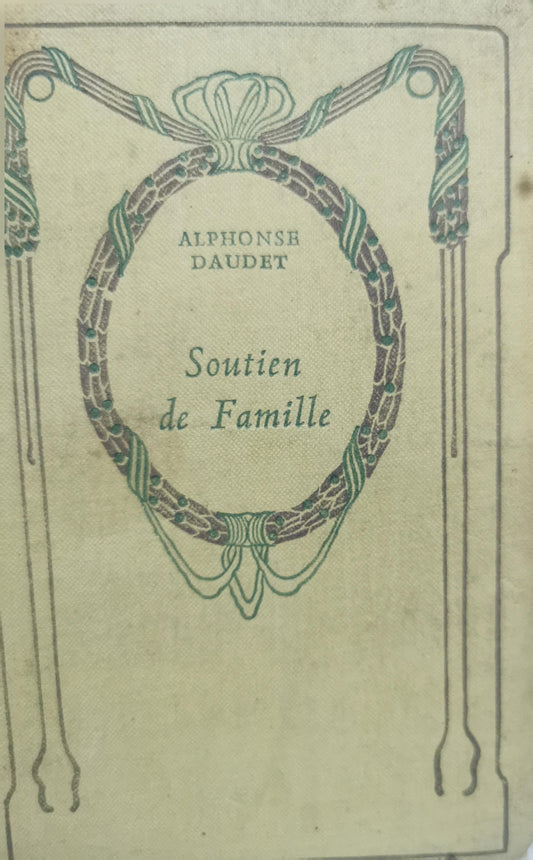 ALPHONSE
DAUDET
Soutien
de Famille